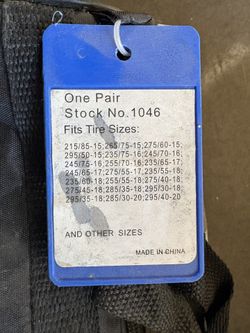 One Pair
Stock No.1046
Fits Tire Sizes:
215/85-15;265/75-15;275/60-15;
295/50-15;235/75-16;245/70-16;
245/75-16;255/70-16;235/65-17;
245/65-17;275/55-17;235/55-18;
235/60-18;255/55-18;275/40-18;
275/45-18;285/35-18;295/30-18;
295/35-18;285/30-20;295/40-20
AND OTHER SIZES
MADE IN CHINA